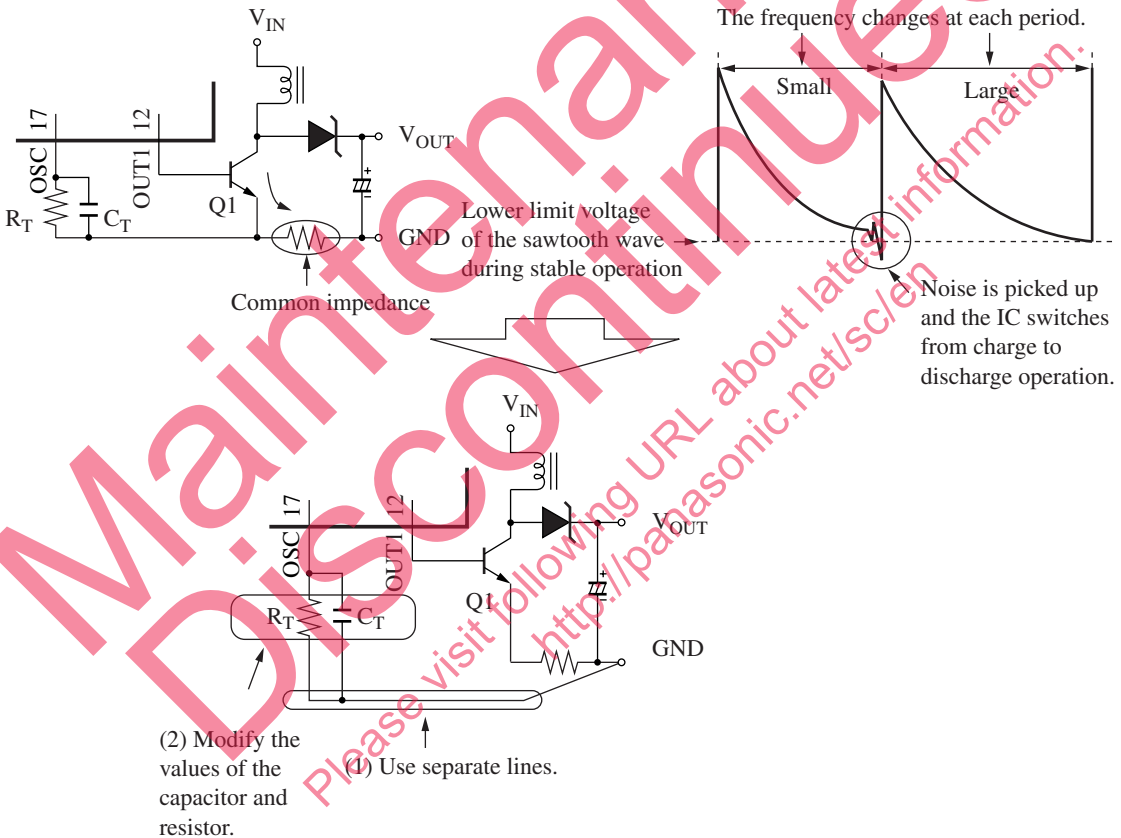 V_IN
17
12
OSC
OUT1
R_T
C_T
Q1
V_OUT
GND
Common impedance
The frequency changes at each period.
Small
Large
Lower limit voltage
of the sawtooth wave
during stable operation
Noise is picked up
and the IC switches
from charge to
discharge operation.
V_IN
17
12
OSC
OUT1
R_T
C_T
Q1
V_OUT
GND
(2) Modify the
values of the
capacitor and
resistor.
(1) Use separate lines.
Maintenan
Discontinue
Please visit following URL about latest information.
http://panasonic.net/sc/en